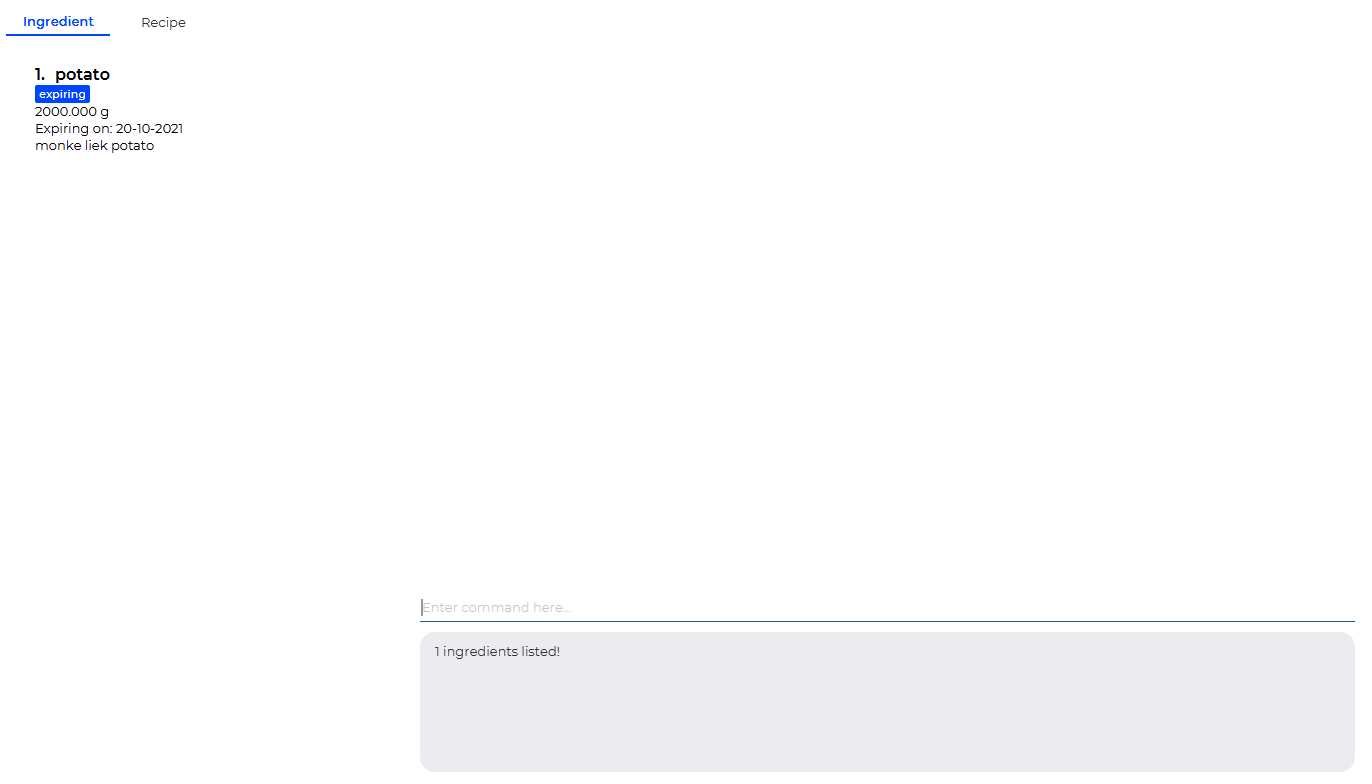 Ingredient Recipe
1. potato
expiring
2000.000 g
Expiring on: 20-10-2021
monke liek potato
Enter command here...
1 ingredients listed!